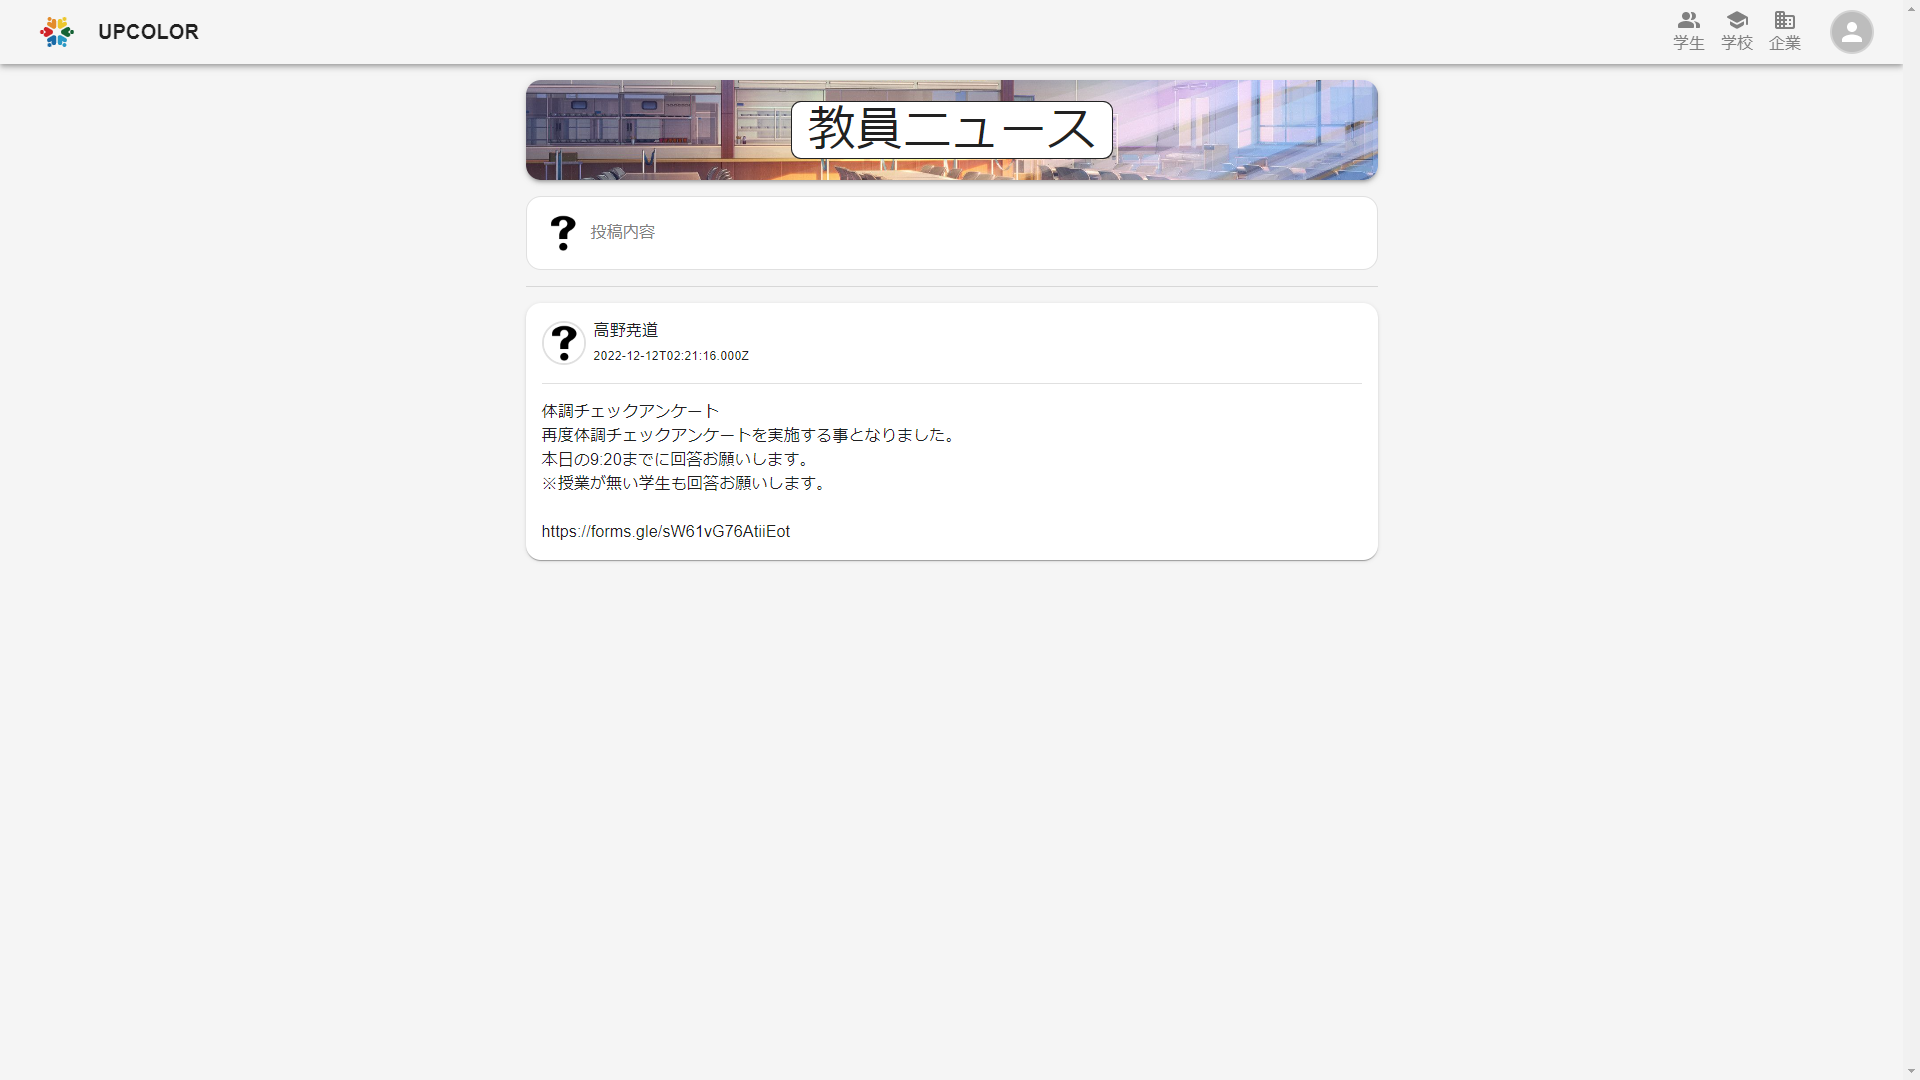 UPCOLOR
学生
学校
企業
教員ニュース
投稿内容
高野尭道
2022-12-12T02:21:16.000Z
体調チェックアンケート
再度体調チェックアンケートを実施する事となりました。
本日の9:20までに回答お願いします。
※授業が無い学生も回答お願いします。
https://forms.gle/sW61vG76AtiiEot